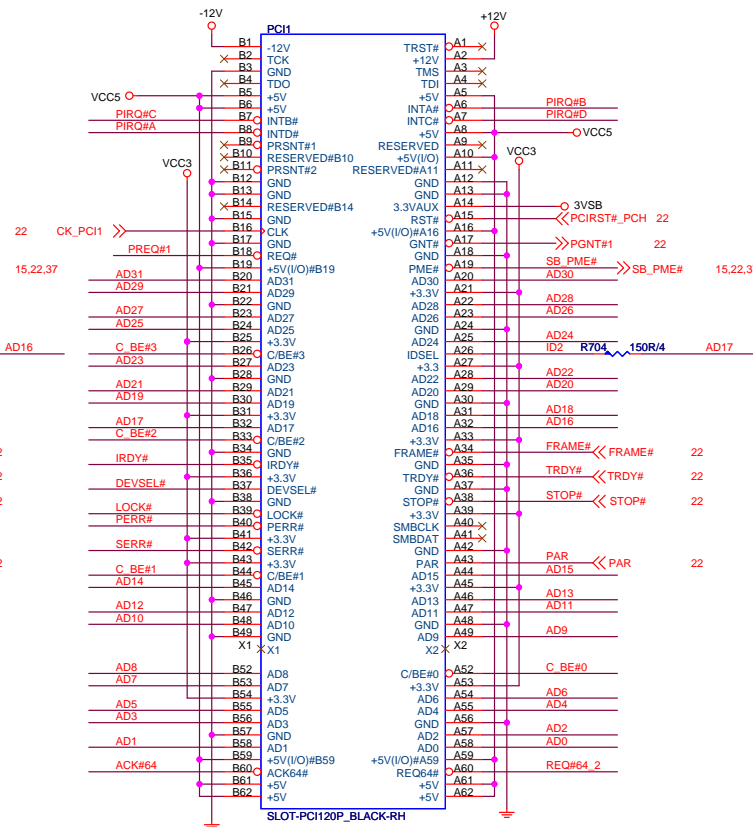 -12V +12V
PCI1
B1 -12V TRST# A1
B2 TCK +12V A2
B3 GND TMS A3
B4 TDO TDI A4
VCC5 B5 +5V +5V A5
B6 +5V INTA# A6 PIRQ#B
PIRQ#C B7 INTB# INTC# A7 PIRQ#D
PIRQ#A B8 INTD# +5V A8 VCC5
B9 PRSNT#1 RESERVED A9
B10 RESERVED#B10 +5V(I/O) A10
VCC3 B11 PRSNT#2 RESERVED#A11 A11 VCC3
B12 GND GND A12
B13 GND GND A13
B14 RESERVED#B14 3.3VAUX A14 3VSB
B15 GND RST# A15 PCIRST#_PCH 22
22 CK_PCI1 B16 CLK +5V(I/O)#A16 A16
B17 GND GNT# A17 PGNT#1 22
PREQ#1 B18 REQ# GND A18
15,22,37 B19 +5V(I/O)#B19 PME# A19 SB_PME# SB_PME# 15,22,3
AD31 B20 AD31 AD30 A20 AD30
AD29 B21 AD29 +3.3V A21
B22 GND AD28 A22 AD28
AD27 B23 AD27 AD26 A23 AD26
AD25 B24 AD25 GND A24
B25 +3.3V AD24 A25 AD24
AD16 C_BE#3 B26 C/BE#3 IDSEL A26 ID2 R704 150R/4 AD17
AD23 B27 AD23 +3.3 A27
B28 GND AD22 A28 AD22
AD21 B29 AD21 AD20 A29 AD20
AD19 B30 AD19 GND A30
B31 +3.3V AD18 A31 AD18
AD17 B32 AD17 AD16 A32 AD16
C_BE#2 B33 C/BE#2 +3.3V A33
B34 GND FRAME# A34 FRAME# FRAME# 22
IRDY# B35 IRDY# GND A35
B36 +3.3V TRDY# A36 TRDY# TRDY# 22
DEVSEL# B37 DEVSEL# GND A37
B38 GND STOP# A38 STOP# STOP# 22
LOCK# B39 LOCK# +3.3V A39
PERR# B40 PERR# SMBCLK A40
B41 +3.3V SMBDAT A41
SERR# B42 SERR# GND A42
B43 +3.3V PAR A43 PAR PAR 22
C_BE#1 B44 C/BE#1 AD15 A44 AD15
AD14 B45 AD14 +3.3V A45
B46 GND AD13 A46 AD13
AD12 B47 AD12 AD11 A47 AD11
AD10 B48 AD10 GND A48
B49 GND AD9 A49 AD9
X1 X1 X2 X2
AD8 B52 AD8 C/BE#0 A52 C_BE#0
AD7 B53 AD7 +3.3V A53
B54 +3.3V AD6 A54 AD6
AD5 B55 AD5 AD4 A55 AD4
AD3 B56 AD3 GND A56
B57 GND AD2 A57 AD2
AD1 B58 AD1 AD0 A58 AD0
B59 +5V(I/O)#B59 +5V(I/O)#A59 A59
ACK#64 B60 ACK64# REQ64# A60 REQ#64_2
B61 +5V +5V A61
B62 +5V +5V A62
SLOT-PCI120P_BLACK-RH